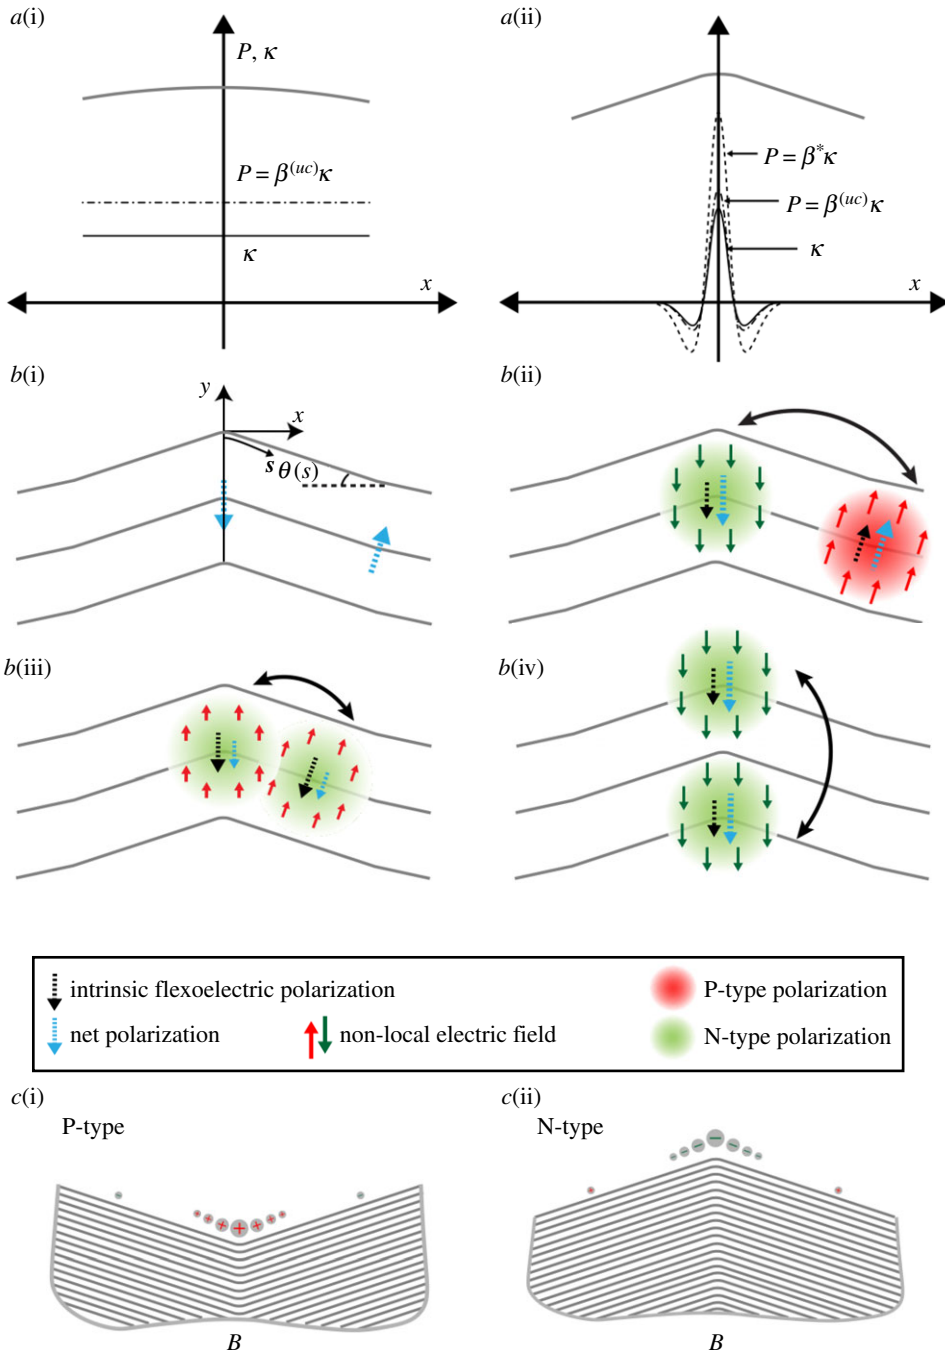 a(i)
P, κ
P = β^(uc)κ
κ
x
a(ii)
P = β*κ
P = β^(uc)κ
κ
x
b(i)
y
x
s θ(s)
b(ii)
b(iii)
b(iv)
intrinsic flexoelectric polarization
net polarization
non-local electric field
P-type polarization
N-type polarization
c(i)
P-type
B
c(ii)
N-type
B